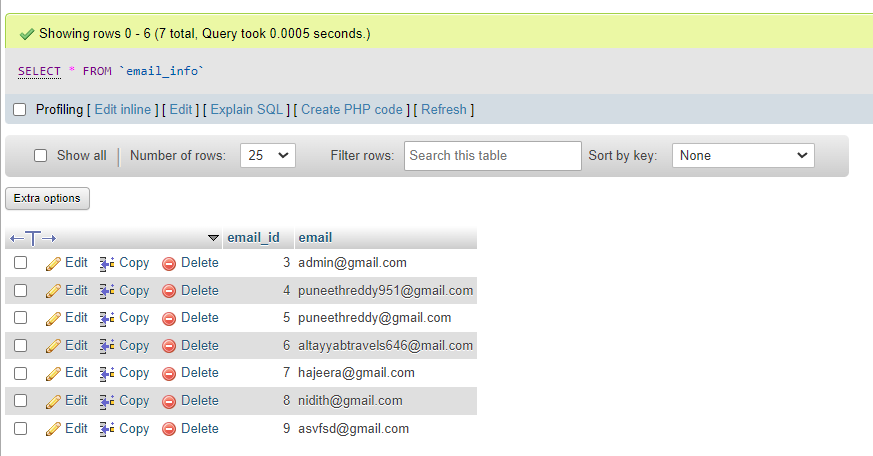 Showing rows 0 - 6 (7 total, Query took 0.0005 seconds.)
SELECT * FROM `email_info`
Profiling [ Edit inline ] [ Edit ] [ Explain SQL ] [ Create PHP code ] [ Refresh ]
Show all Number of rows: 25 Filter rows: Search this table Sort by key: None
Extra options
←T→ email_id email
Edit Copy Delete 3 admin@gmail.com
Edit Copy Delete 4 puneethreddy951@gmail.com
Edit Copy Delete 5 puneethreddy@gmail.com
Edit Copy Delete 6 altayyabtravels646@mail.com
Edit Copy Delete 7 hajeera@gmail.com
Edit Copy Delete 8 nidith@gmail.com
Edit Copy Delete 9 asvfsd@gmail.com